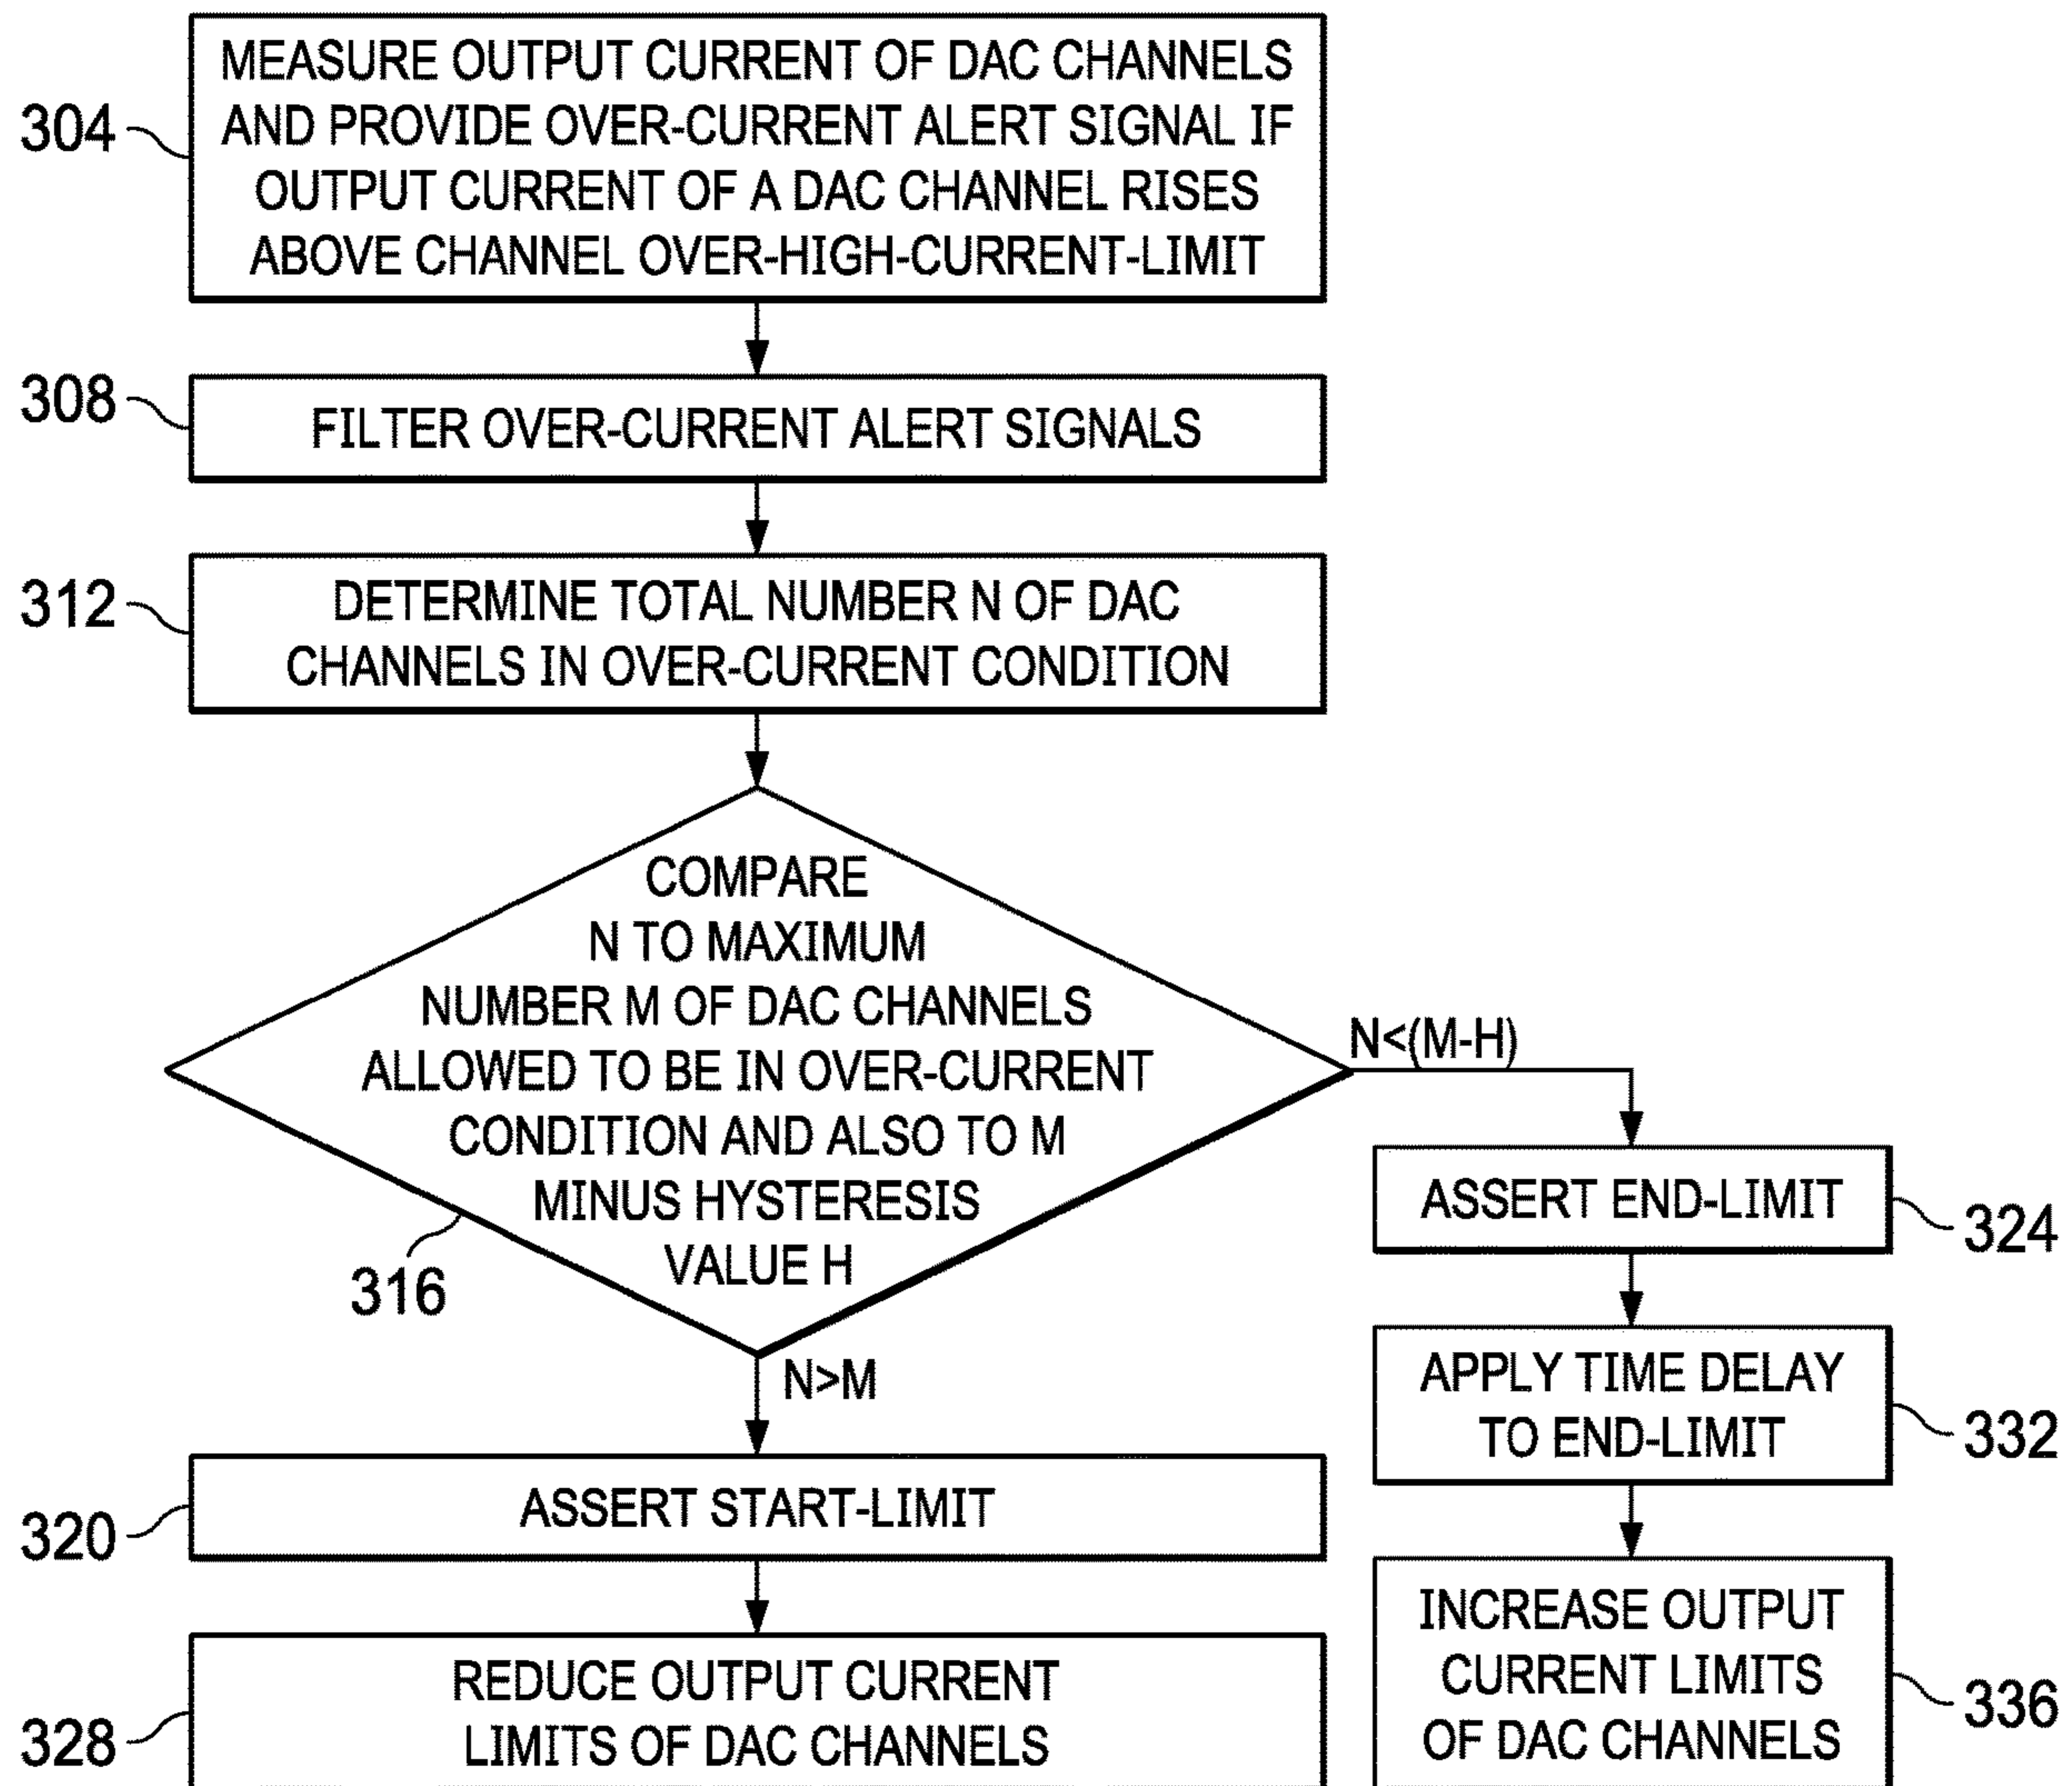 304
MEASURE OUTPUT CURRENT OF DAC CHANNELS
AND PROVIDE OVER-CURRENT ALERT SIGNAL IF
OUTPUT CURRENT OF A DAC CHANNEL RISES
ABOVE CHANNEL OVER-HIGH-CURRENT-LIMIT
308
FILTER OVER-CURRENT ALERT SIGNALS
312
DETERMINE TOTAL NUMBER N OF DAC
CHANNELS IN OVER-CURRENT CONDITION
COMPARE
N TO MAXIMUM
NUMBER M OF DAC CHANNELS
ALLOWED TO BE IN OVER-CURRENT
CONDITION AND ALSO TO M
MINUS HYSTERESIS
VALUE H
316
N>M
320
ASSERT START-LIMIT
328
REDUCE OUTPUT CURRENT
LIMITS OF DAC CHANNELS
N<(M-H)
ASSERT END-LIMIT
324
APPLY TIME DELAY
TO END-LIMIT
332
INCREASE OUTPUT
CURRENT LIMITS
OF DAC CHANNELS
336